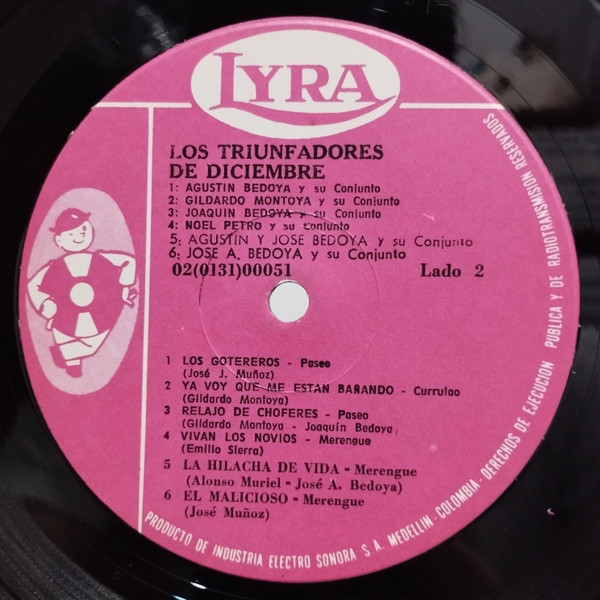 LYRA
LOS TRIUNFADORES
DE DICIEMBRE
1: AGUSTIN BEDOYA y su Conjunto
2: GILDARDO MONTOYA y su Conjunto
3: JOAQUIN BEDOYA y su Conjunto
4: NOEL PETRO y su Conjunto
5: AGUSTIN Y JOSE BEDOYA y su Conjunto
6: JOSE A. BEDOYA y su Conjunto
02(0131)00051 Lado 2
1 LOS GOTEREROS - Paseo
(José J. Muñoz)
2 YA VOY QUE ME ESTAN BARANDO - Currulao
(Gildardo Montoya)
3 RELAJO DE CHOFERES - Paseo
(Gildardo Montoya - Joaquín Bedoya)
4 VIVAN LOS NOVIOS - Merengue
(Emilio Sierra)
5 LA HILACHA DE VIDA - Merengue
(Alonso Muriel - José A. Bedoya)
6 EL MALICIOSO - Merengue
(José Muñoz)
PRODUCTO DE INDUSTRIA ELECTRO SONORA S.A. MEDELLIN-COLOMBIA-DERECHOS DE EJECUCION PUBLICA Y DE RADIOTRANSMISION RESERVADOS